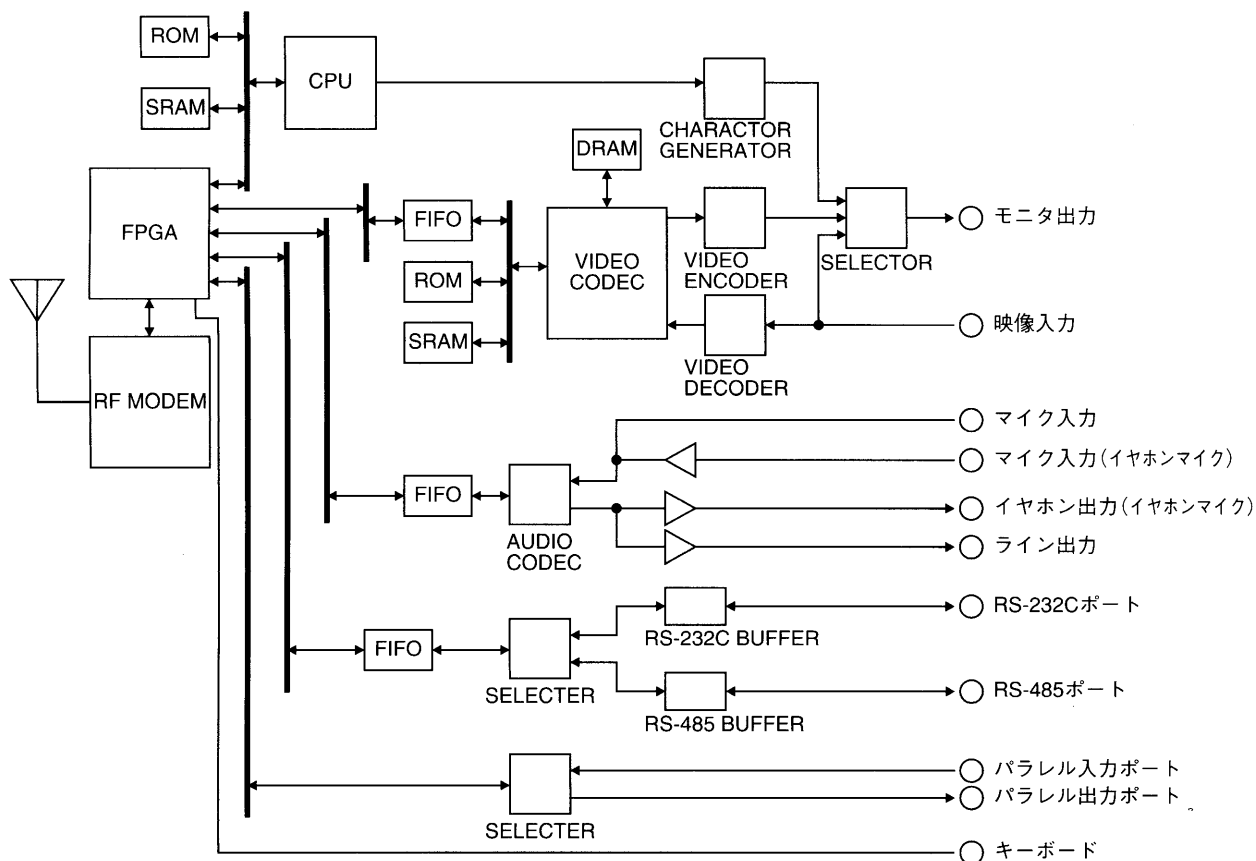 ROM
CPU
SRAM
CHARACTOR
GENERATOR
DRAM
FPGA
FIFO
VIDEO
CODEC
VIDEO
ENCODER
SELECTOR
モニタ出力
ROM
SRAM
VIDEO
DECODER
映像入力
RF MODEM
マイク入力
マイク入力(イヤホンマイク)
FIFO
AUDIO
CODEC
イヤホン出力(イヤホンマイク)
ライン出力
RS-232Cポート
RS-232C BUFFER
FIFO
SELECTER
RS-485ポート
RS-485 BUFFER
パラレル入力ポート
パラレル出力ポート
SELECTER
キーボード